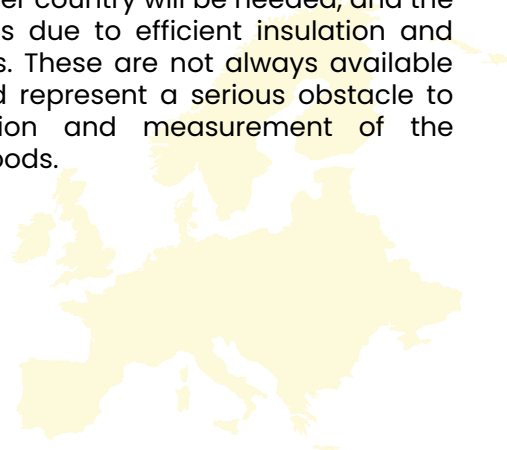 er country will be needed, and the
s due to efficient insulation and
s. These are not always available
d represent a serious obstacle to
ion and measurement of the
oods.